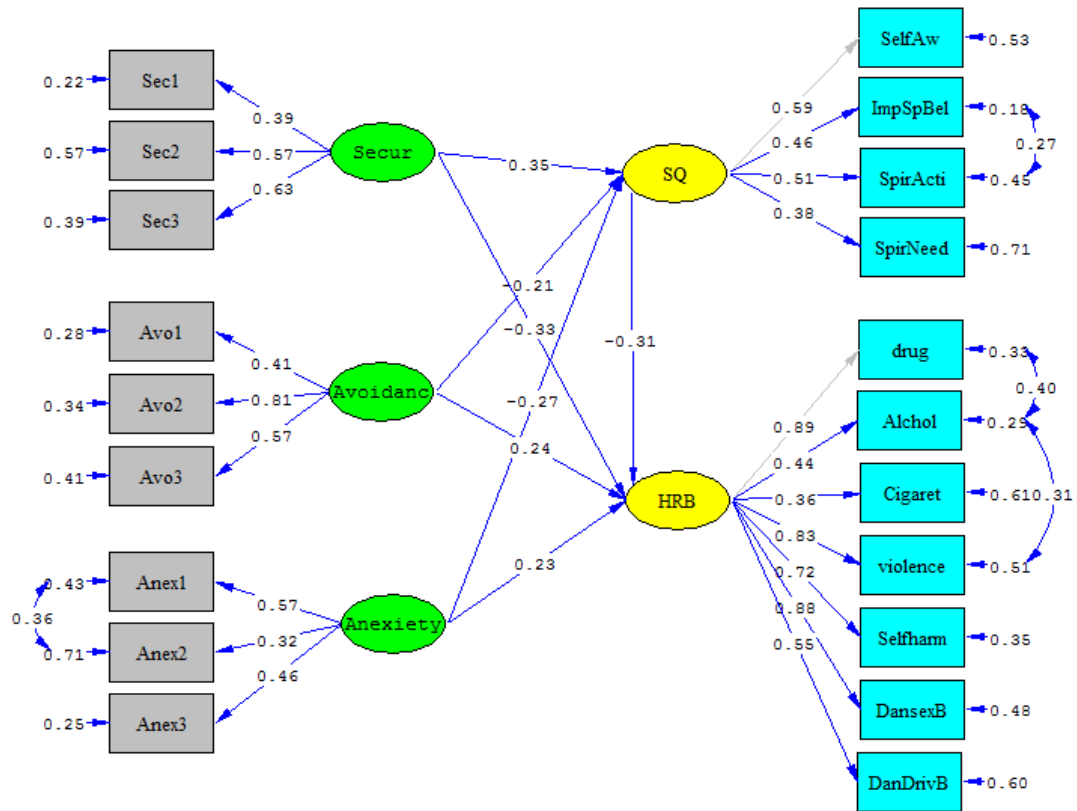 0.22 Sec1
0.57 Sec2
0.39 Sec3
0.39
0.57
0.63
Secur
0.28 Avo1
0.34 Avo2
0.41 Avo3
0.41
0.81
0.57
Avoidanc
0.43 Anex1
0.71 Anex2
0.25 Anex3
0.36
0.57
0.32
0.46
Anexiety
0.35
-0.21
-0.33
-0.27
0.24
0.23
-0.31
SQ
HRB
0.59
0.46
0.51
0.38
SelfAw 0.53
ImpSpBel 0.18
SpirActi 0.45
SpirNeed 0.71
0.27
0.89
0.44
0.36
0.83
0.72
0.88
0.55
drug 0.33
Alchol 0.29
Cigaret 0.61
violence 0.51
Selfharm 0.35
DansexB 0.48
DanDrivB 0.60
0.40
0.31